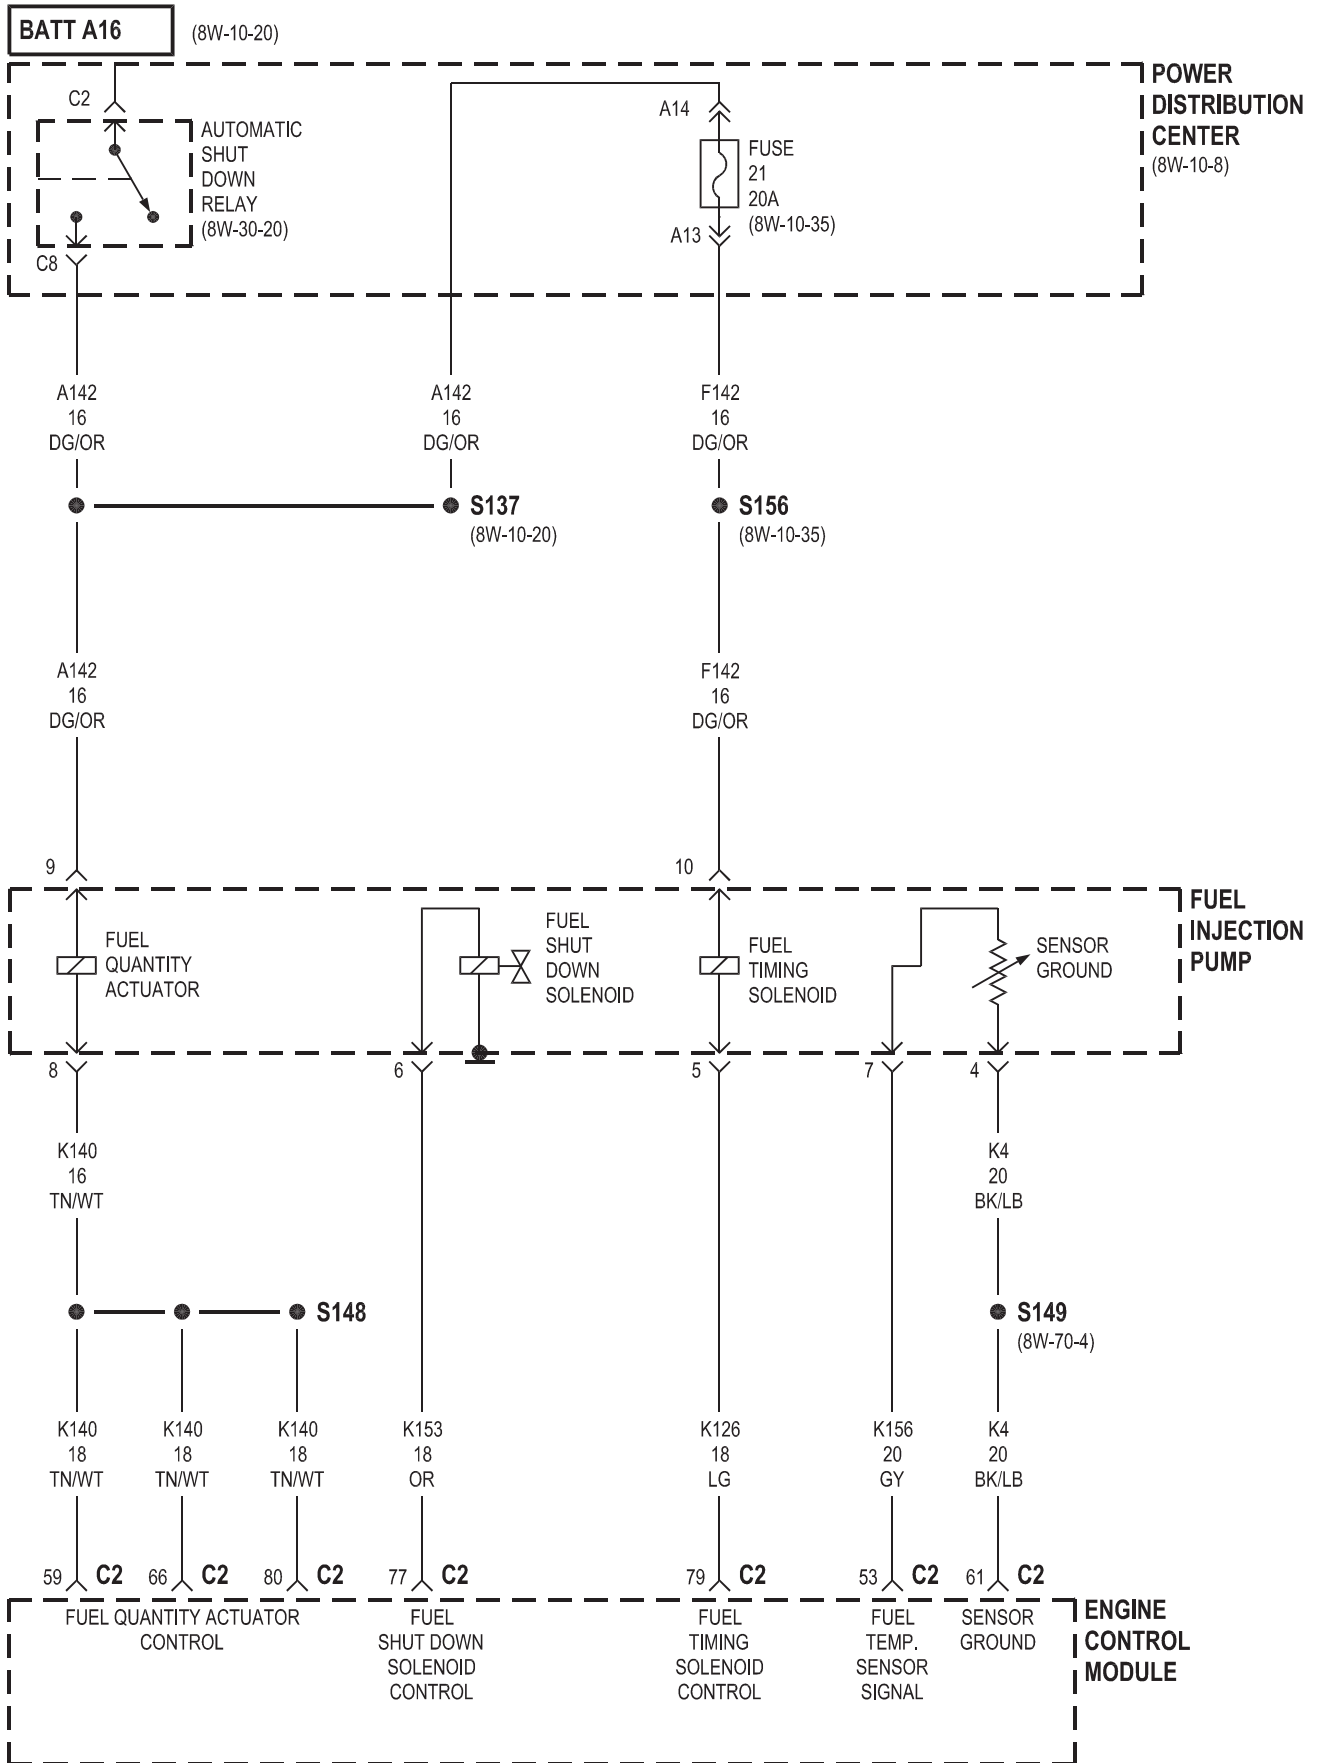 BATT A16
(8W-10-20)
POWER
DISTRIBUTION
CENTER
(8W-10-8)
C2
AUTOMATIC
SHUT
DOWN
RELAY
(8W-30-20)
C8
A14
FUSE
21
20A
(8W-10-35)
A13
A142
16
DG/OR
A142
16
DG/OR
F142
16
DG/OR
S137
(8W-10-20)
S156
(8W-10-35)
A142
16
DG/OR
F142
16
DG/OR
9
10
FUEL
INJECTION
PUMP
FUEL
QUANTITY
ACTUATOR
FUEL
SHUT
DOWN
SOLENOID
FUEL
TIMING
SOLENOID
SENSOR
GROUND
8
6
5
7
4
K140
16
TN/WT
K4
20
BK/LB
S148
S149
(8W-70-4)
K140
18
TN/WT
K140
18
TN/WT
K140
18
TN/WT
K153
18
OR
K126
18
LG
K156
20
GY
K4
20
BK/LB
59 C2
66 C2
80 C2
77 C2
79 C2
53 C2
61 C2
FUEL QUANTITY ACTUATOR
CONTROL
FUEL
SHUT DOWN
SOLENOID
CONTROL
FUEL
TIMING
SOLENOID
CONTROL
FUEL
TEMP.
SENSOR
SIGNAL
SENSOR
GROUND
ENGINE
CONTROL
MODULE